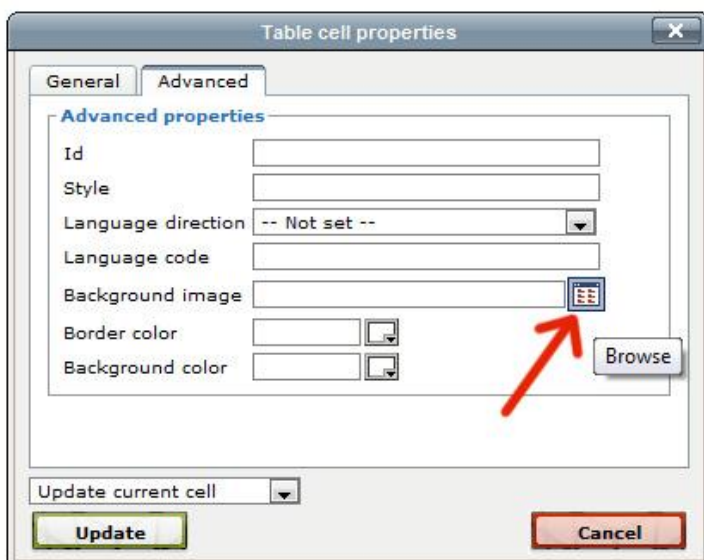 Table cell properties
General Advanced
Advanced properties
Id
Style
Language direction -- Not set --
Language code
Background image
Border color
Browse
Background color
Update current cell
Update Cancel